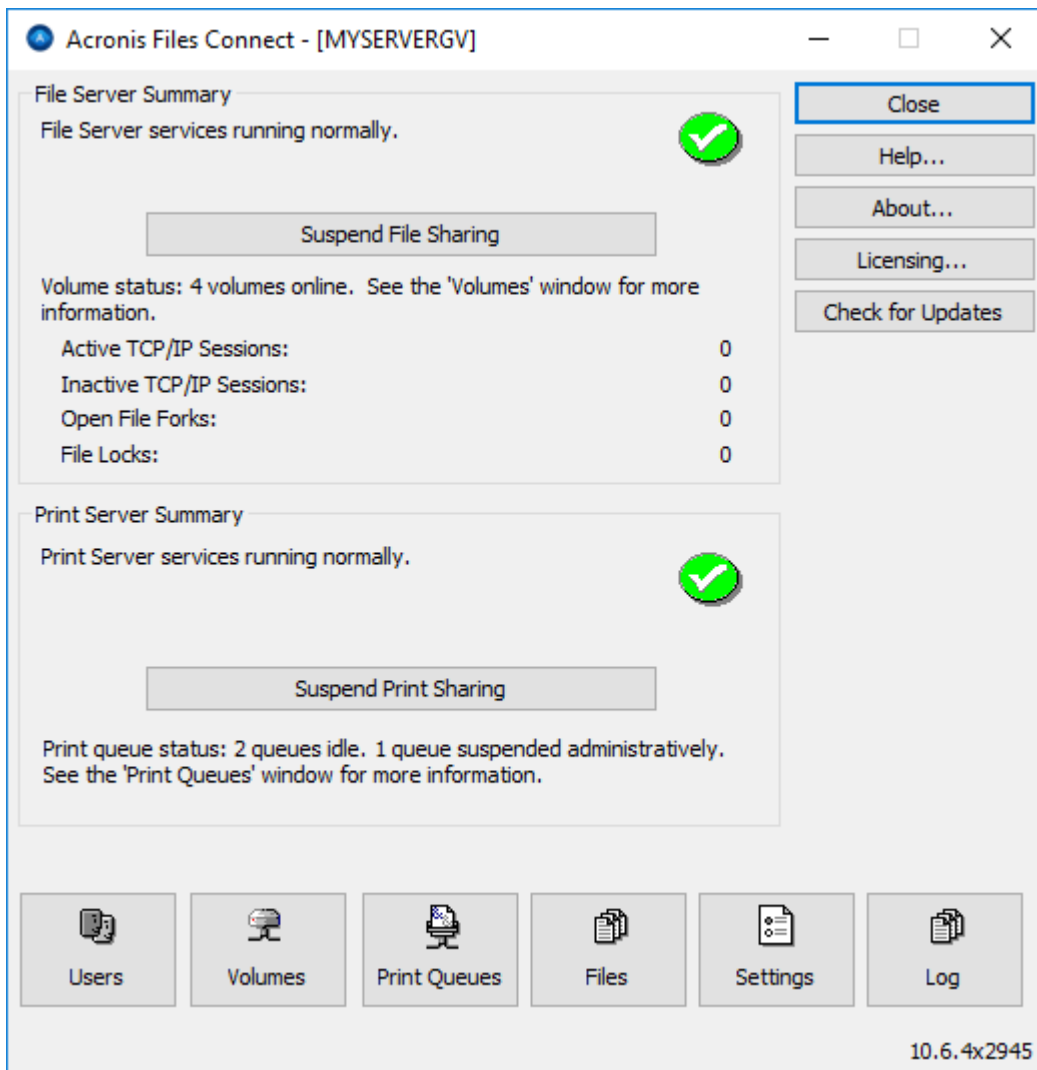 Acronis Files Connect - [MYSERVERGV]
File Server Summary
File Server services running normally.
Suspend File Sharing
Volume status: 4 volumes online.  See the 'Volumes' window for more
information.
Active TCP/IP Sessions: 0
Inactive TCP/IP Sessions: 0
Open File Forks: 0
File Locks: 0
Close
Help...
About...
Licensing...
Check for Updates
Print Server Summary
Print Server services running normally.
Suspend Print Sharing
Print queue status: 2 queues idle. 1 queue suspended administratively.
See the 'Print Queues' window for more information.
Users
Volumes
Print Queues
Files
Settings
Log
10.6.4x2945